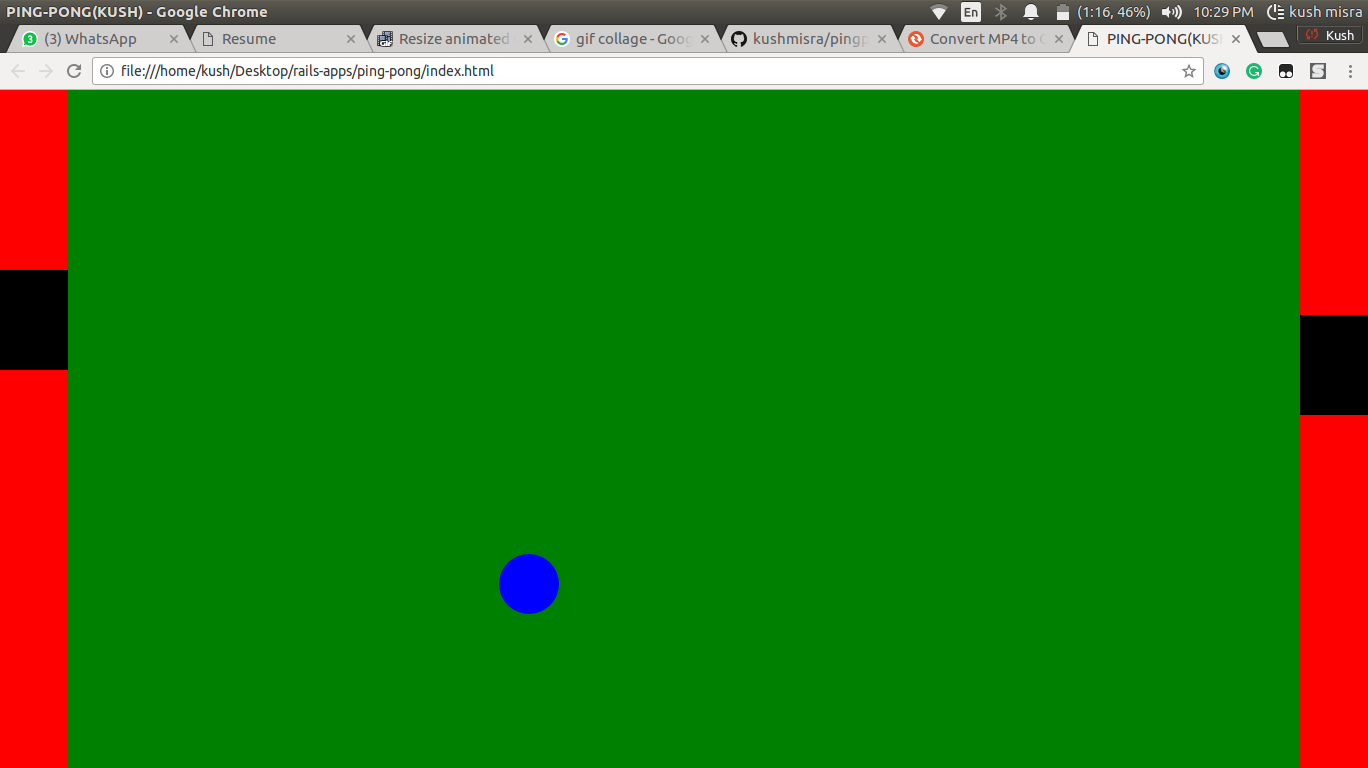 PING-PONG(KUSH) - Google Chrome
En
(1:16, 46%)
10:29 PM
kush misra
3
(3) WhatsApp
Resume
Resize animated
gif collage - Goog
kushmisra/pingp
Convert MP4 to G
PING-PONG(KUSH
Kush
file:///home/kush/Desktop/rails-apps/ping-pong/index.html
S